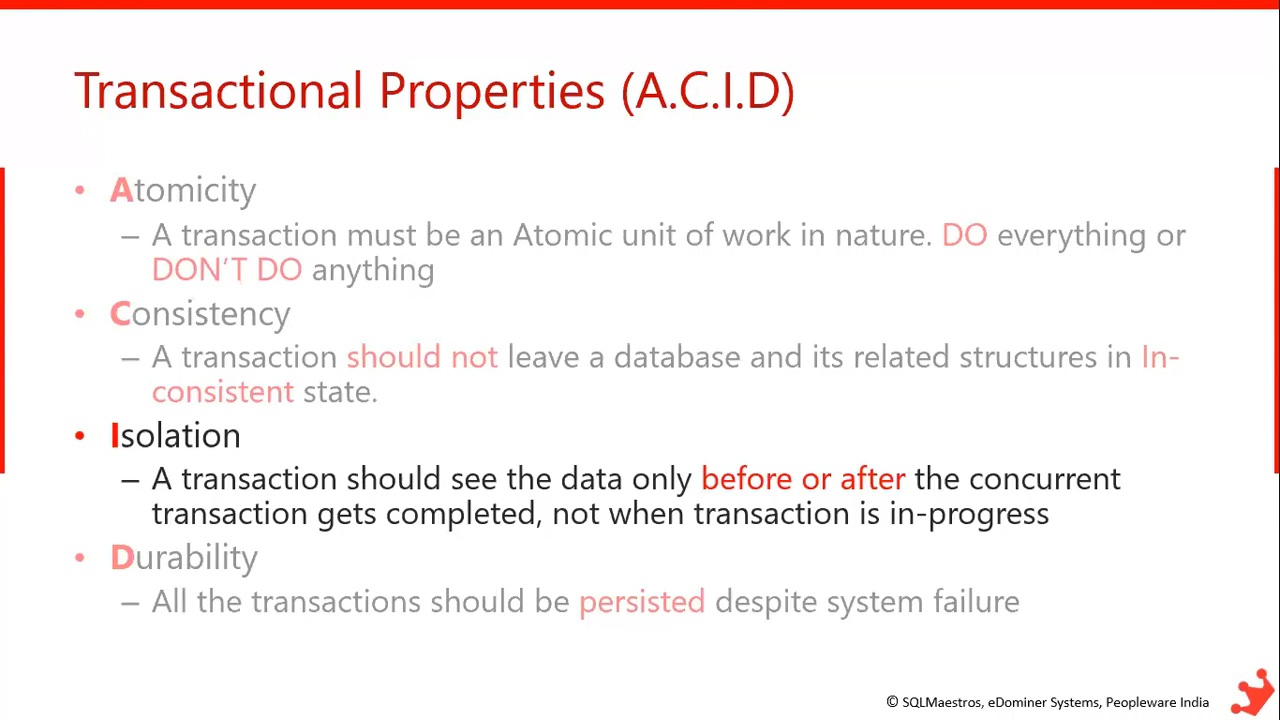 Transactional Properties (A.C.I.D)
• Atomicity
– A transaction must be an Atomic unit of work in nature. DO everything or
DON'T DO anything
• Consistency
– A transaction should not leave a database and its related structures in In-
consistent state.
• Isolation
– A transaction should see the data only before or after the concurrent
transaction gets completed, not when transaction is in-progress
• Durability
– All the transactions should be persisted despite system failure
© SQLMaestros, eDominer Systems, Peopleware India